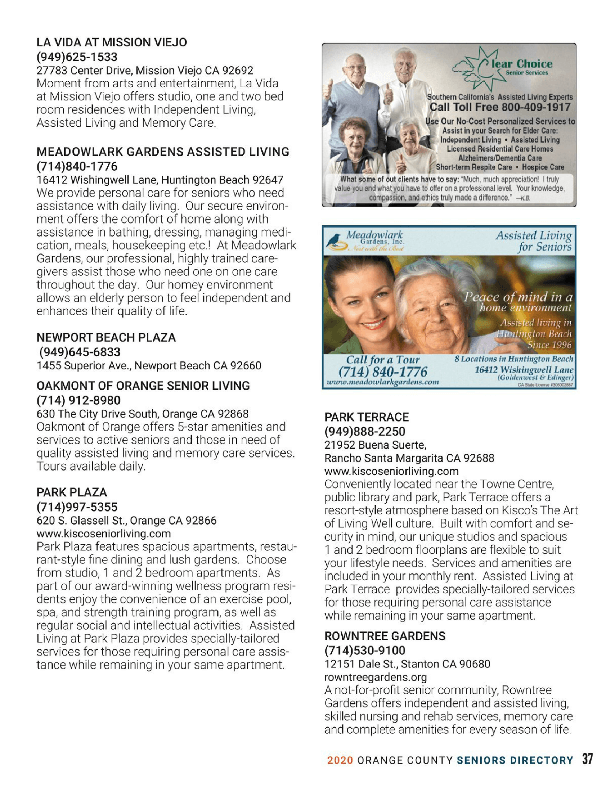 LA VIDA AT MISSION VIEJO
(949)625-1533
27783 Center Drive, Mission Viejo CA 92692
Moment from arts and entertainment, La Vida
at Mission Viejo offers studio, one and two bed
room residences with Independent Living,
Assisted Living and Memory Care.
MEADOWLARK GARDENS ASSISTED LIVING
(714)840-1776
16412 Wishingwell Lane, Huntington Beach 92647
We provide personal care for seniors who need
assistance with daily living. Our secure environ-
ment offers the comfort of home along with
assistance in bathing, dressing, managing medi-
cation, meals, housekeeping etc.! At Meadowlark
Gardens, our professional, highly trained care-
givers assist those who need one on one care
throughout the day. Our homey environment
allows an elderly person to feel independent and
enhances their quality of life.
NEWPORT BEACH PLAZA
(949)645-6833
1455 Superior Ave., Newport Beach CA 92660
OAKMONT OF ORANGE SENIOR LIVING
(714) 912-8980
630 The City Drive South, Orange CA 92868
Oakmont of Orange offers 5-star amenities and
services to active seniors and those in need of
quality assisted living and memory care services.
Tours available daily.
PARK PLAZA
(714)997-5355
620 S. Glassell St., Orange CA 92866
www.kiscoseniorliving.com
Park Plaza features spacious apartments, restau-
rant-style fine dining and lush gardens. Choose
from studio, 1 and 2 bedroom apartments. As
part of our award-winning wellness program resi-
dents enjoy the convenience of an exercise pool,
spa, and strength training program, as well as
regular social and intellectual activities. Assisted
Living at Park Plaza provides specially-tailored
services for those requiring personal care assis-
tance while remaining in your same apartment.
Clear Choice
Senior Services
Southern California's Assisted Living Experts
Call Toll Free 800-409-1917
Use Our No-Cost Personalized Services to
Assist in your Search for Elder Care:
Independent Living • Assisted Living
Licensed Residential Care Homes
Alzheimers/Dementia Care
Short-term Respite Care • Hospice Care
What some of out clients have to say: "Much, much appreciation! I truly
value you and what you have to offer on a professional level. Your knowledge,
compassion, and ethics truly made a difference." —K.B.
Meadowlark
Gardens, Inc.
Assisted Living
for Seniors
Peace of mind in a
home environment
Assisted living in
Huntington Beach
Since 1996
Call for a Tour
(714) 840-1776
www.meadowlarkgardens.com
8 Locations in Huntington Beach
16412 Wishingwell Lane
(Goldenwest & Edinger)
PARK TERRACE
(949)888-2250
21952 Buena Suerte,
Rancho Santa Margarita CA 92688
www.kiscoseniorliving.com
Conveniently located near the Towne Centre,
public library and park, Park Terrace offers a
resort-style atmosphere based on Kisco's The Art
of Living Well culture. Built with comfort and se-
curity in mind, our unique studios and spacious
1 and 2 bedroom floorplans are flexible to suit
your lifestyle needs. Services and amenities are
included in your monthly rent. Assisted Living at
Park Terrace provides specially-tailored services
for those requiring personal care assistance
while remaining in your same apartment.
ROWNTREE GARDENS
(714)530-9100
12151 Dale St., Stanton CA 90680
rowntreegardens.org
A not-for-profit senior community, Rowntree
Gardens offers independent and assisted living,
skilled nursing and rehab services, memory care
and complete amenities for every season of life.
2020 ORANGE COUNTY SENIORS DIRECTORY 37